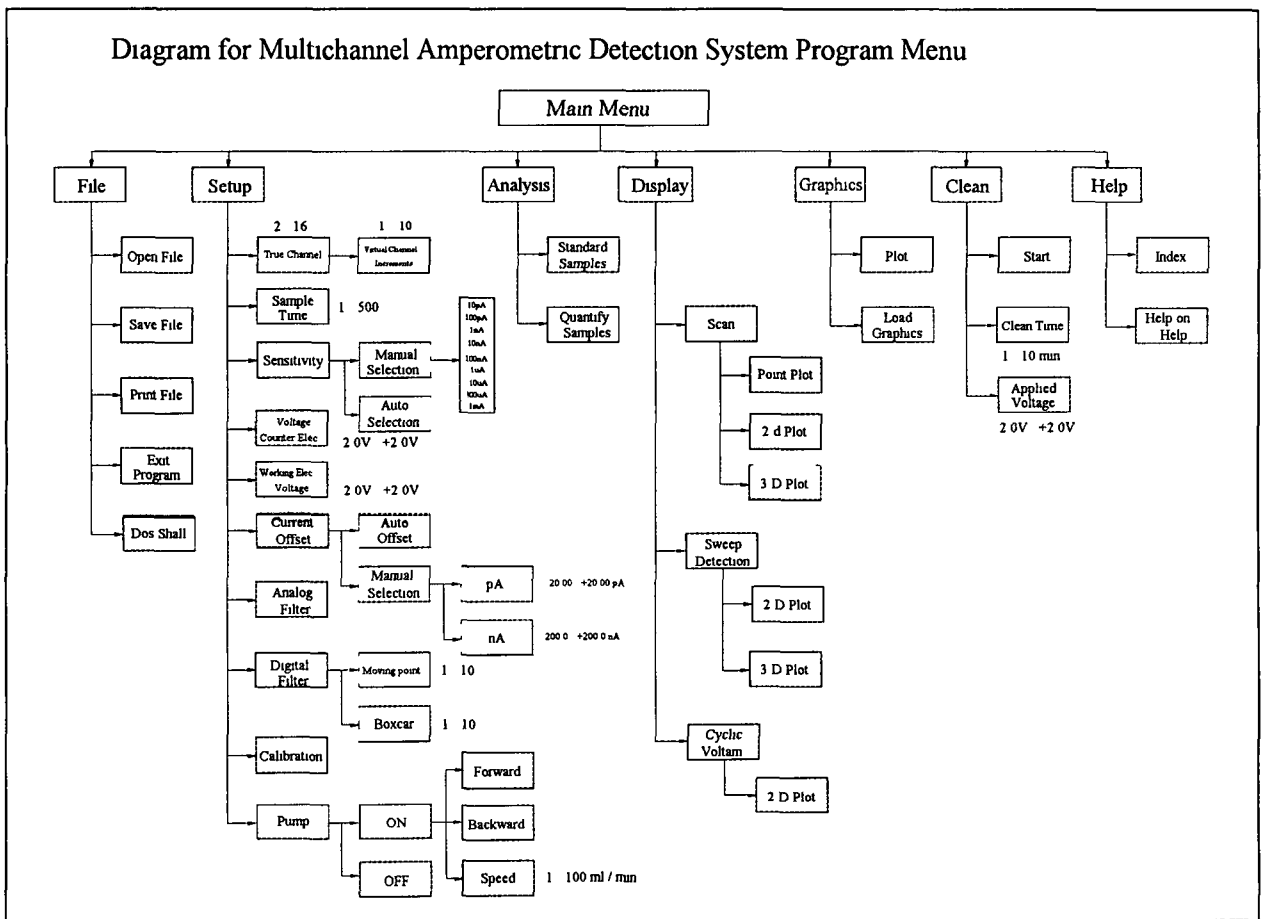 Diagram for Multichannel Amperometric Detection System Program Menu
Main Menu
File
Setup
Analysis
Display
Graphics
Clean
Help
Open File
Save File
Print File
Exit
Program
Dos Shall
2 16
True Channel
1 10
Virtual Channel
Increments
Sample
Time
1 500
Sensitivity
Manual
Selection
10pA
100pA
1nA
10nA
100nA
1uA
10uA
100uA
1mA
Auto
Selection
Voltage
Counter Elec
2 0V +2 0V
Working Elec
Voltage
2 0V +2 0V
Current
Offset
Auto
Offset
Manual
Selection
pA
20 00 +20 00 pA
nA
200 0 +200 0 nA
Analog
Filter
Digital
Filter
Moving point
1 10
Boxcar
1 10
Calibration
Pump
ON
OFF
Forward
Backward
Speed
1 100 ml / min
Standard
Samples
Quantify
Samples
Scan
Point Plot
2 d Plot
3 D Plot
Sweep
Detection
2 D Plot
3 D Plot
Cyclic
Voltam
2 D Plot
Plot
Load
Graphics
Start
Clean Time
1 10 min
Applied
Voltage
2 0V +2 0V
Index
Help on
Help